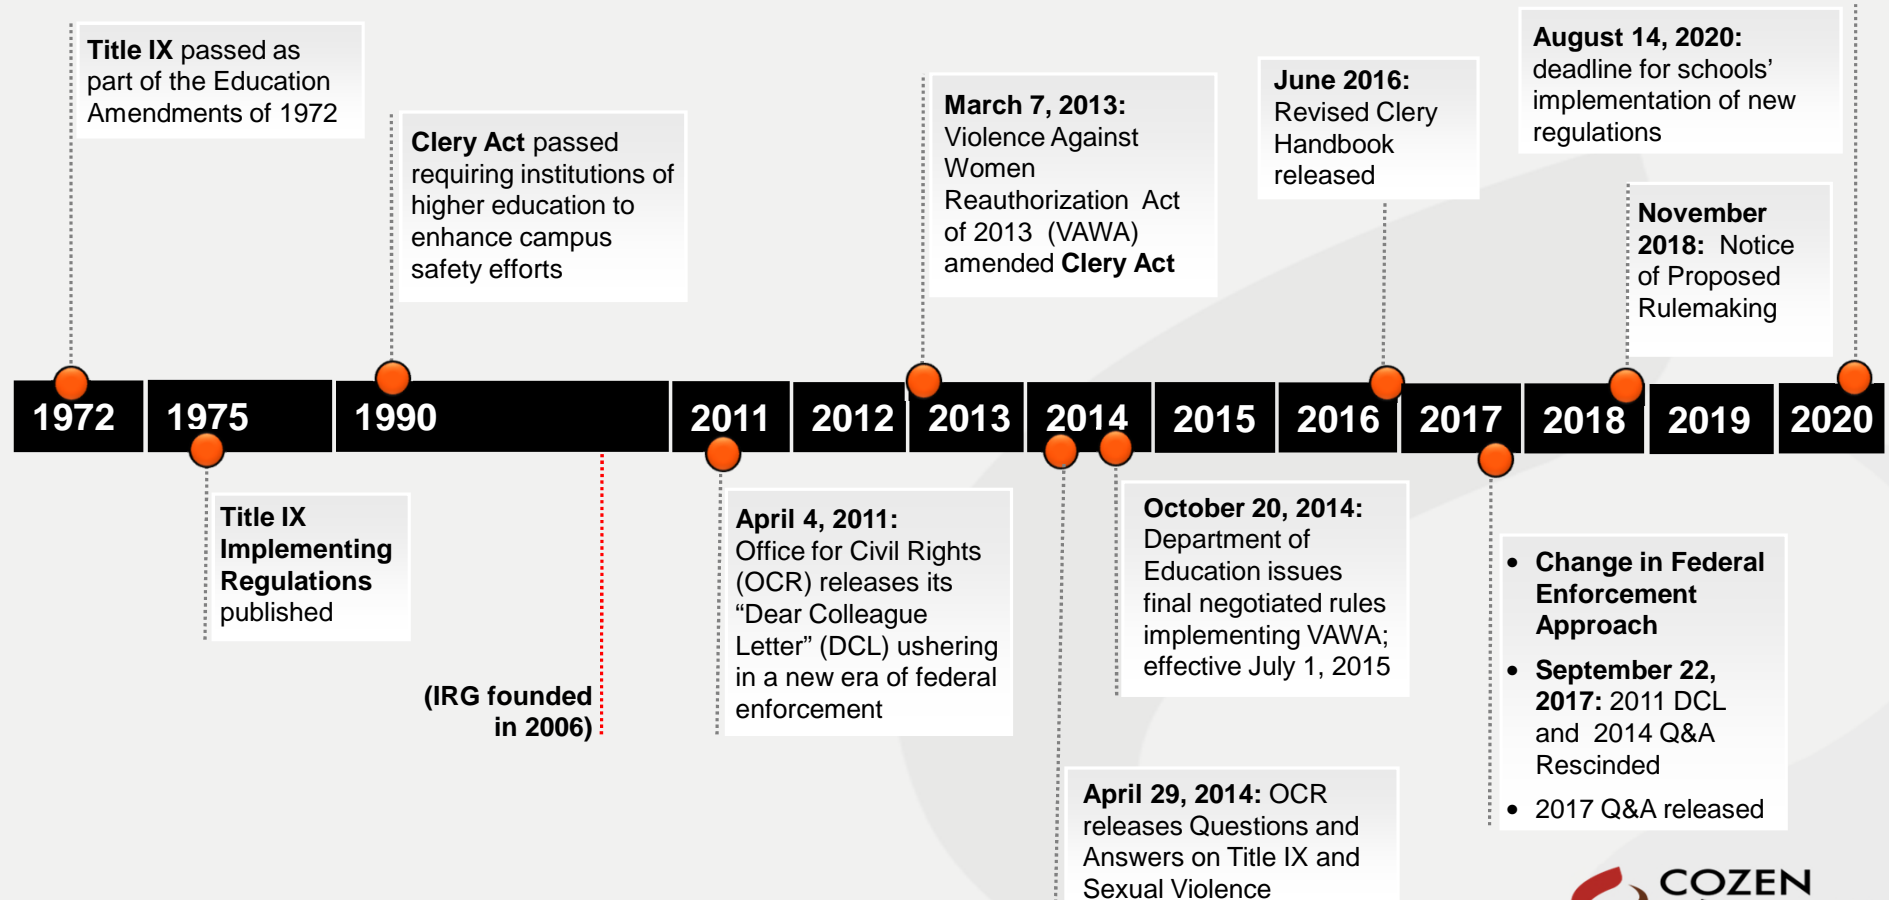 Title IX passed as
part of the Education
Amendments of 1972
Clery Act passed
requiring institutions of
higher education to
enhance campus
safety efforts
March 7, 2013:
Violence Against
Women
Reauthorization Act
of 2013 (VAWA)
amended Clery Act
June 2016:
Revised Clery
Handbook
released
August 14, 2020:
deadline for schools’
implementation of new
regulations
November
2018: Notice
of Proposed
Rulemaking
1972 1975 1990 2011 2012 2013 2014 2015 2016 2017 2018 2019 2020
Title IX
Implementing
Regulations
published
(IRG founded
in 2006)
April 4, 2011:
Office for Civil Rights
(OCR) releases its
“Dear Colleague
Letter” (DCL) ushering
in a new era of federal
enforcement
April 29, 2014: OCR
releases Questions and
Answers on Title IX and
Sexual Violence
October 20, 2014:
Department of
Education issues
final negotiated rules
implementing VAWA;
effective July 1, 2015
• Change in Federal
Enforcement
Approach
• September 22,
2017: 2011 DCL
and 2014 Q&A
Rescinded
• 2017 Q&A released
COZEN